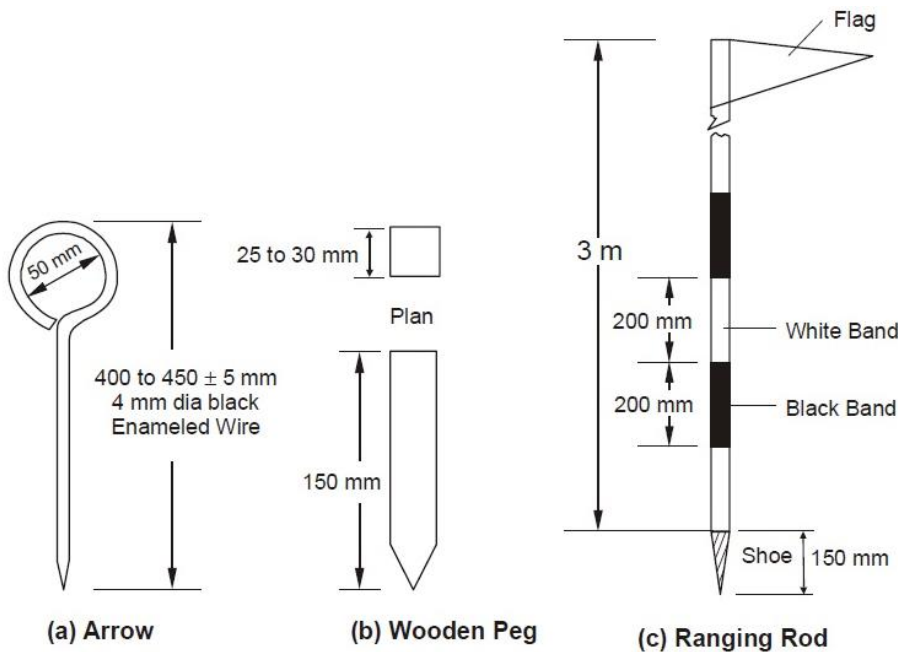 50 mm
400 to 450 ± 5 mm
4 mm dia black
Enameled Wire
(a) Arrow
25 to 30 mm
Plan
150 mm
(b) Wooden Peg
Flag
3 m
200 mm
White Band
200 mm
Black Band
Shoe
150 mm
(c) Ranging Rod